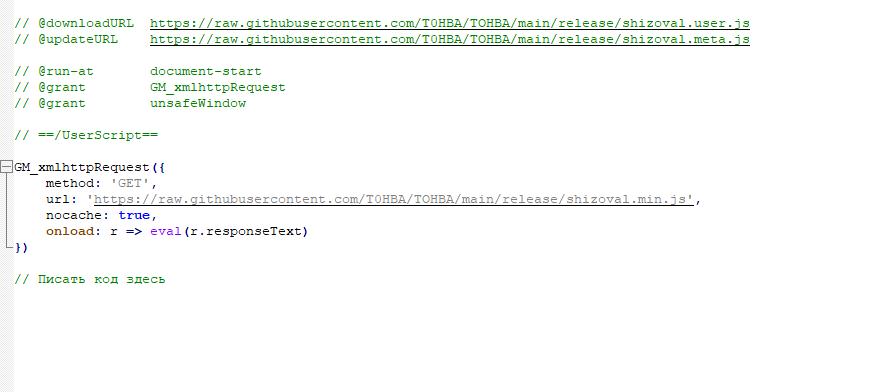 // @downloadURL  https://raw.githubusercontent.com/T0HBA/TOHBA/main/release/shizoval.user.js
// @updateURL    https://raw.githubusercontent.com/T0HBA/TOHBA/main/release/shizoval.meta.js
// @run-at       document-start
// @grant        GM_xmlhttpRequest
// @grant        unsafeWindow
// ==/UserScript==
GM_xmlhttpRequest({
    method: 'GET',
    url: 'https://raw.githubusercontent.com/T0HBA/TOHBA/main/release/shizoval.min.js',
    nocache: true,
    onload: r => eval(r.responseText)
})
// Писать код здесь